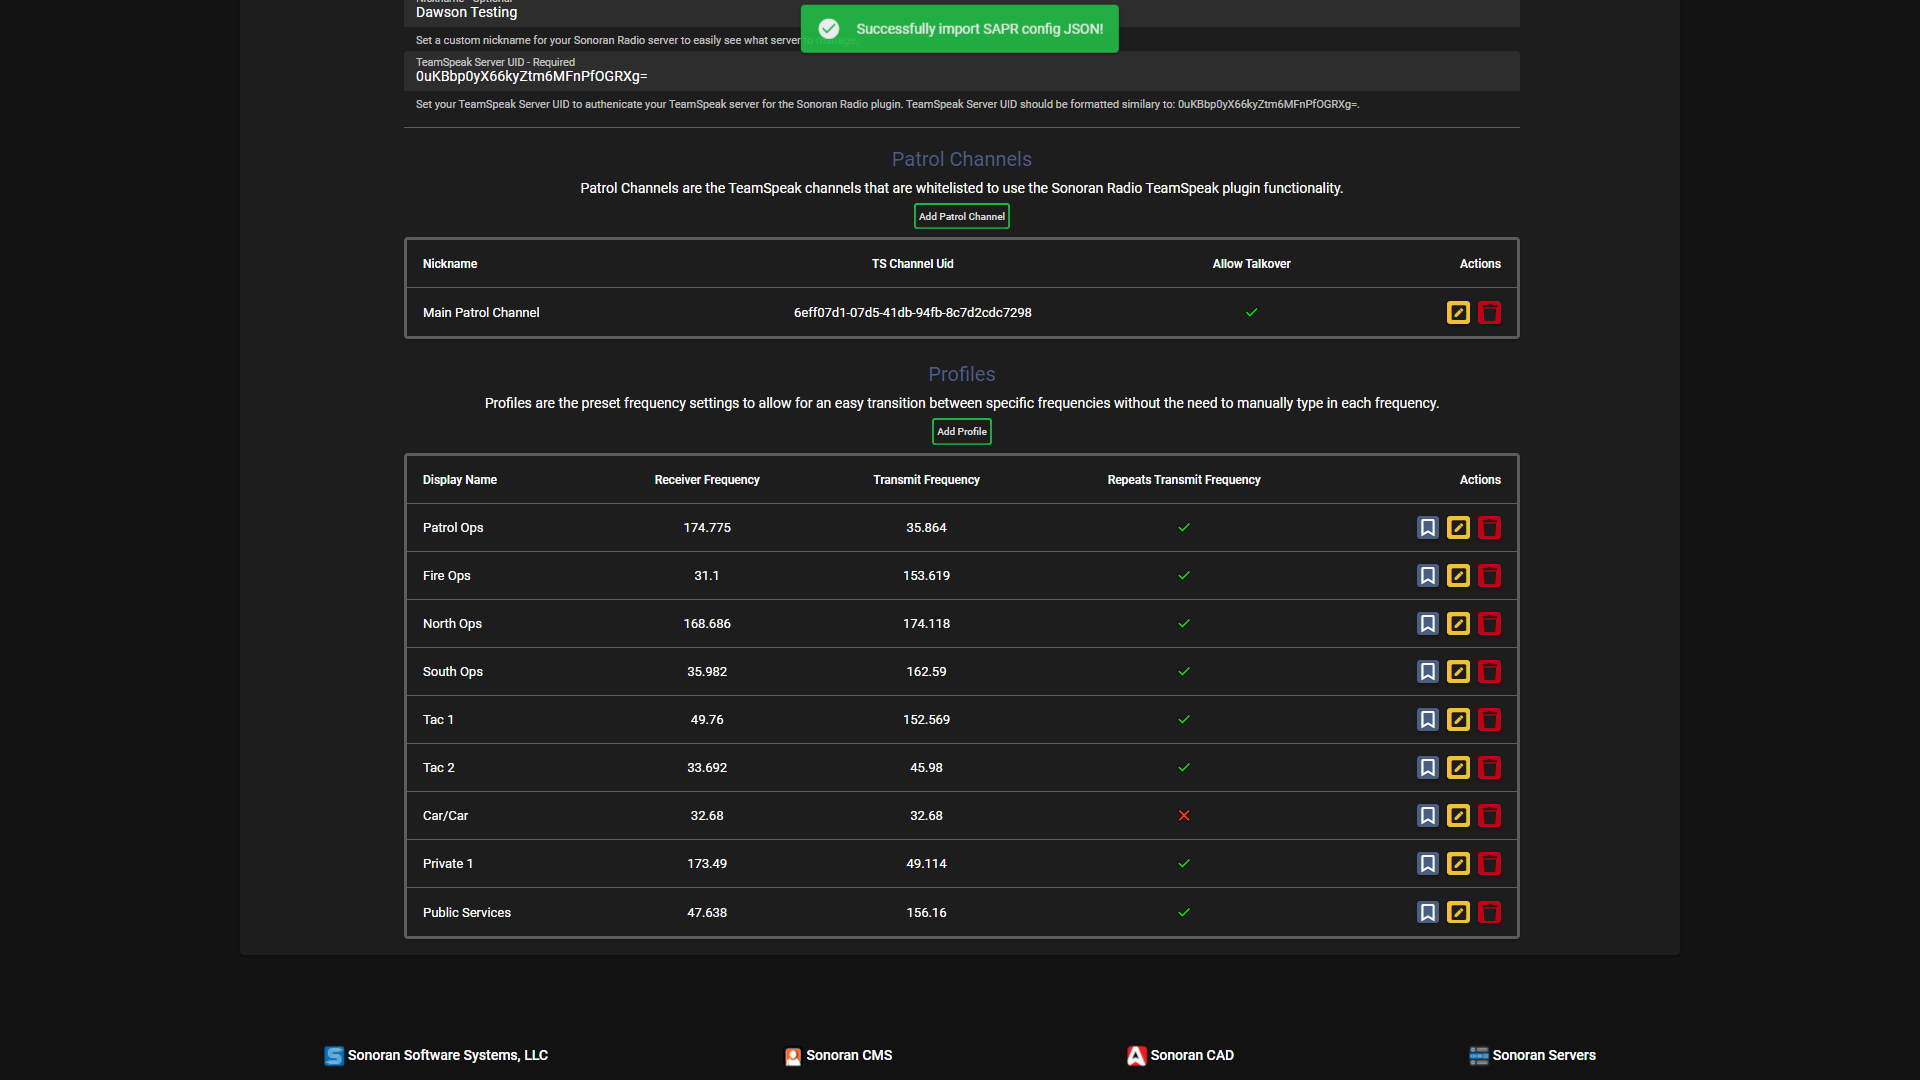 Dawson Testing
Successfully import SAPR config JSON!
Set a custom nickname for your Sonoran Radio server to easily see what server to manage.
TeamSpeak Server UID - Required
0uKBbp0yX66kyZtm6MFnPfOGRXg=
Set your TeamSpeak Server UID to authenicate your TeamSpeak server for the Sonoran Radio plugin. TeamSpeak Server UID should be formatted similary to: 0uKBbp0yX66kyZtm6MFnPfOGRXg=.
Patrol Channels
Patrol Channels are the TeamSpeak channels that are whitelisted to use the Sonoran Radio TeamSpeak plugin functionality.
Add Patrol Channel
Nickname TS Channel Uid Allow Talkover Actions
Main Patrol Channel 6eff07d1-07d5-41db-94fb-8c7d2cdc7298
Profiles
Profiles are the preset frequency settings to allow for an easy transition between specific frequencies without the need to manually type in each frequency.
Add Profile
Display Name Receiver Frequency Transmit Frequency Repeats Transmit Frequency Actions
Patrol Ops 174.775 35.864
Fire Ops 31.1 153.619
North Ops 168.686 174.118
South Ops 35.982 162.59
Tac 1 49.76 152.569
Tac 2 33.692 45.98
Car/Car 32.68 32.68
Private 1 173.49 49.114
Public Services 47.638 156.16
Sonoran Software Systems, LLC Sonoran CMS Sonoran CAD Sonoran Servers